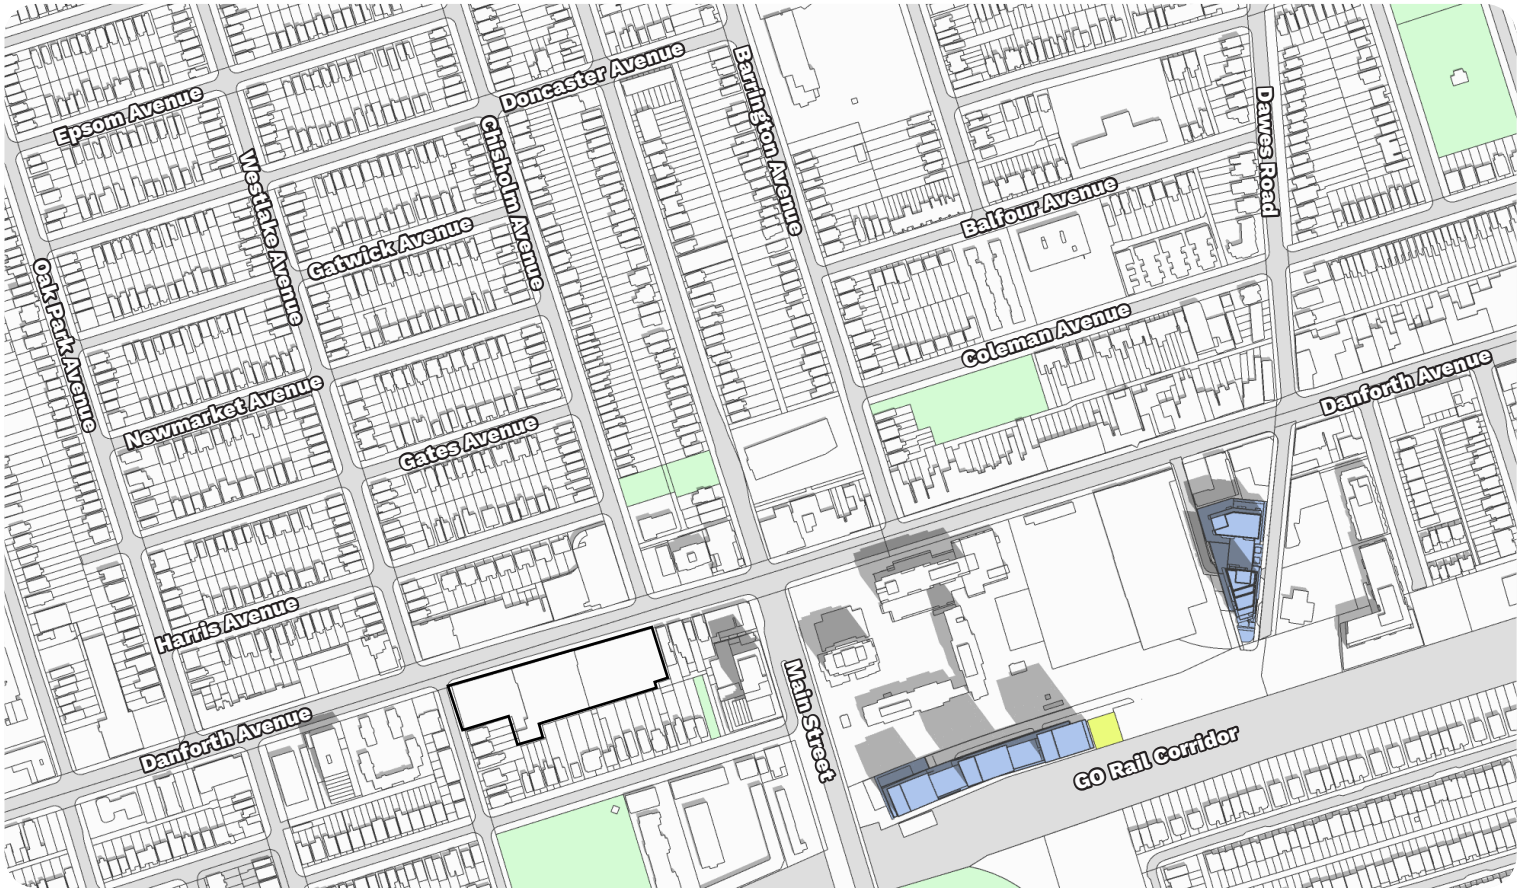 Doncaster Avenue
Epsom Avenue
Barrington Avenue
Dawes Road
Chisholm Avenue
Westlake Avenue
Balfour Avenue
Gatwick Avenue
Oak Park Avenue
Coleman Avenue
Danforth Avenue
Newmarket Avenue
Gates Avenue
Harris Avenue
Main Street
Danforth Avenue
GO Rail Corridor